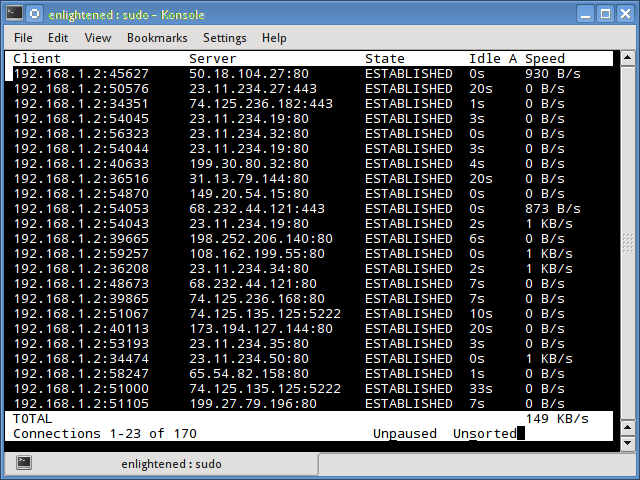 enlightened : sudo – Konsole
File Edit View Bookmarks Settings Help
Client Server State Idle A Speed
192.168.1.2:45627 50.18.104.27:80 ESTABLISHED 0s 930 B/s
192.168.1.2:50576 23.11.234.27:443 ESTABLISHED 20s 0 B/s
192.168.1.2:34351 74.125.236.182:443 ESTABLISHED 1s 0 B/s
192.168.1.2:54045 23.11.234.19:80 ESTABLISHED 3s 0 B/s
192.168.1.2:56323 23.11.234.32:80 ESTABLISHED 0s 0 B/s
192.168.1.2:54044 23.11.234.19:80 ESTABLISHED 3s 0 B/s
192.168.1.2:40633 199.30.80.32:80 ESTABLISHED 4s 0 B/s
192.168.1.2:36516 31.13.79.144:80 ESTABLISHED 20s 0 B/s
192.168.1.2:54870 149.20.54.15:80 ESTABLISHED 0s 0 B/s
192.168.1.2:54053 68.232.44.121:443 ESTABLISHED 0s 873 B/s
192.168.1.2:54043 23.11.234.19:80 ESTABLISHED 2s 1 KB/s
192.168.1.2:39665 198.252.206.140:80 ESTABLISHED 6s 0 B/s
192.168.1.2:59257 108.162.199.55:80 ESTABLISHED 0s 1 KB/s
192.168.1.2:36208 23.11.234.34:80 ESTABLISHED 2s 1 KB/s
192.168.1.2:48673 68.232.44.121:80 ESTABLISHED 7s 0 B/s
192.168.1.2:39865 74.125.236.168:80 ESTABLISHED 7s 0 B/s
192.168.1.2:51067 74.125.135.125:5222 ESTABLISHED 10s 0 B/s
192.168.1.2:40113 173.194.127.144:80 ESTABLISHED 20s 0 B/s
192.168.1.2:53193 23.11.234.35:80 ESTABLISHED 3s 0 B/s
192.168.1.2:34474 23.11.234.50:80 ESTABLISHED 0s 1 KB/s
192.168.1.2:58247 65.54.82.158:80 ESTABLISHED 1s 0 B/s
192.168.1.2:51000 74.125.135.125:5222 ESTABLISHED 33s 0 B/s
192.168.1.2:51105 199.27.79.196:80 ESTABLISHED 7s 0 B/s
TOTAL 149 KB/s
Connections 1-23 of 170 Unpaused Unsorted
enlightened : sudo